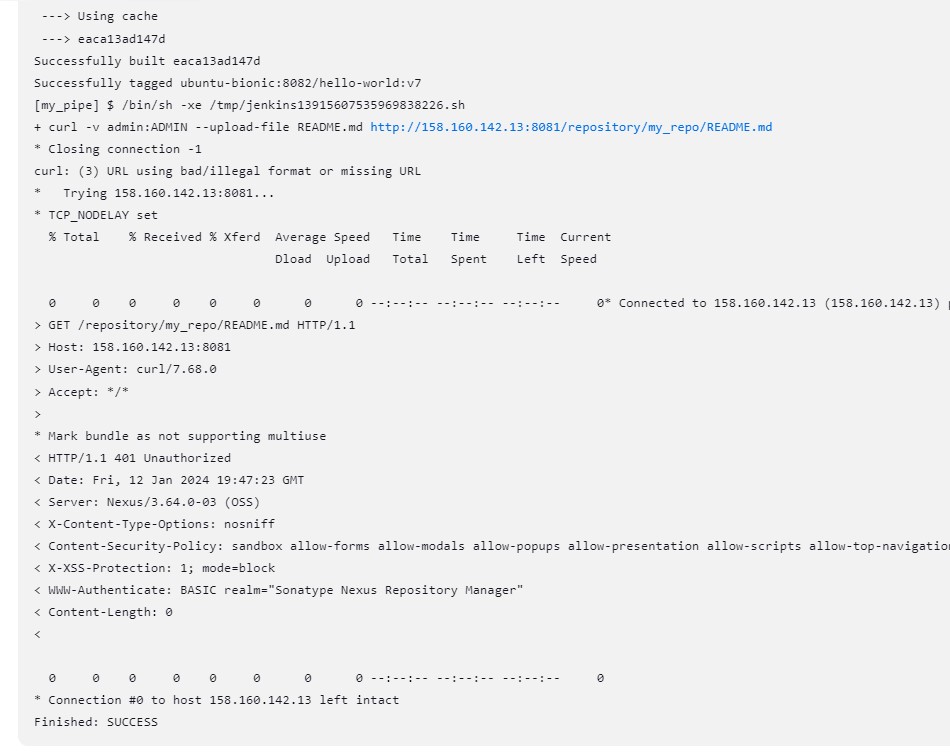 ---> Using cache
---> eaca13ad147d
Successfully built eaca13ad147d
Successfully tagged ubuntu-bionic:8082/hello-world:v7
[my_pipe] $ /bin/sh -xe /tmp/jenkins13915607535969838226.sh
+ curl -v admin:ADMIN --upload-file README.md http://158.160.142.13:8081/repository/my_repo/README.md
* Closing connection -1
curl: (3) URL using bad/illegal format or missing URL
*   Trying 158.160.142.13:8081...
* TCP_NODELAY set
  % Total    % Received % Xferd  Average Speed   Time    Time     Time  Current
                                 Dload  Upload   Total   Spent    Left  Speed
  0     0    0     0    0     0      0      0 --:--:-- --:--:-- --:--:--     0* Connected to 158.160.142.13 (158.160.142.13)
> GET /repository/my_repo/README.md HTTP/1.1
> Host: 158.160.142.13:8081
> User-Agent: curl/7.68.0
> Accept: */*
>
* Mark bundle as not supporting multiuse
< HTTP/1.1 401 Unauthorized
< Date: Fri, 12 Jan 2024 19:47:23 GMT
< Server: Nexus/3.64.0-03 (OSS)
< X-Content-Type-Options: nosniff
< Content-Security-Policy: sandbox allow-forms allow-modals allow-popups allow-presentation allow-scripts allow-top-navigation
< X-XSS-Protection: 1; mode=block
< WWW-Authenticate: BASIC realm="Sonatype Nexus Repository Manager"
< Content-Length: 0
<
  0     0    0     0    0     0      0      0 --:--:-- --:--:-- --:--:--     0
* Connection #0 to host 158.160.142.13 left intact
Finished: SUCCESS